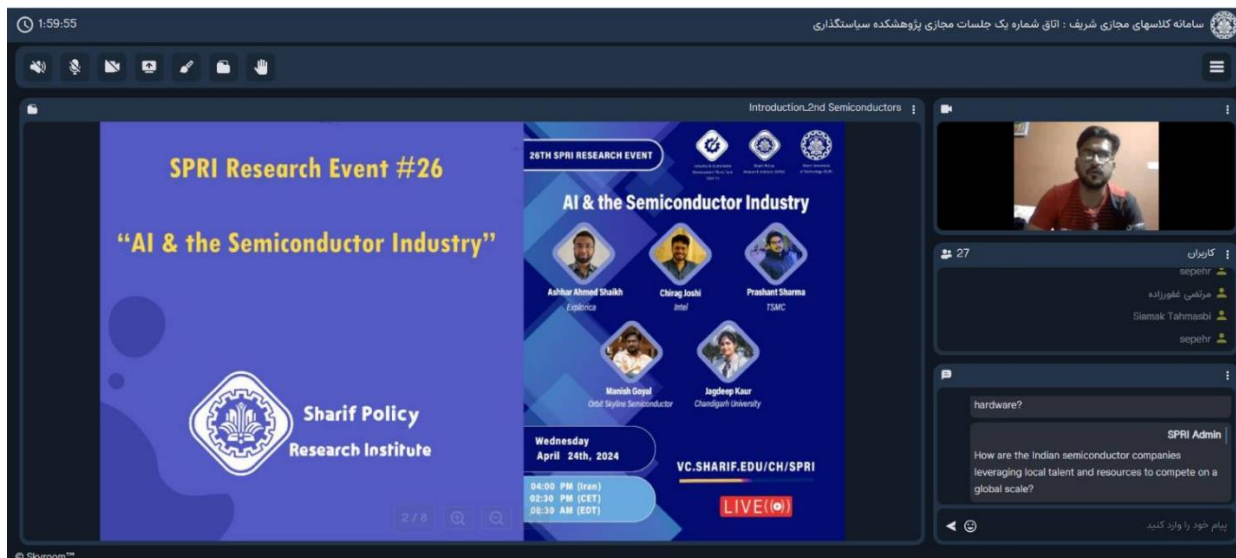 1:59:55
سامانه کلاسهای مجازی شریف : اتاق شماره یک جلسات مجازی پژوهشکده سیاستگذاری
Introduction_2nd Semiconductors
SPRI Research Event #26
“AI & the Semiconductor Industry”
Sharif Policy
Research Institute
2/8
26TH SPRI RESEARCH EVENT
AI & the Semiconductor Industry
Ashhar Ahmed Shaikh
Explorica
Chirag Joshi
Intel
Prashant Sharma
TSMC
Manish Goyal
Orbit Skyline Semiconductor
Jagdeep Kaur
Chandigarh University
Wednesday
April 24th, 2024
04:00 PM (Iran)
02:30 PM (CET)
08:30 AM (EDT)
VC.SHARIF.EDU/CH/SPRI
LIVE((o))
27
کاربران
sepehr
مرتضی غفورزاده
Siamak Tahmasbi
sepehr
hardware?
SPRI Admin
How are the Indian semiconductor companies
leveraging local talent and resources to compete on a
global scale?
پیام خود را وارد کنید
© Skyroom™